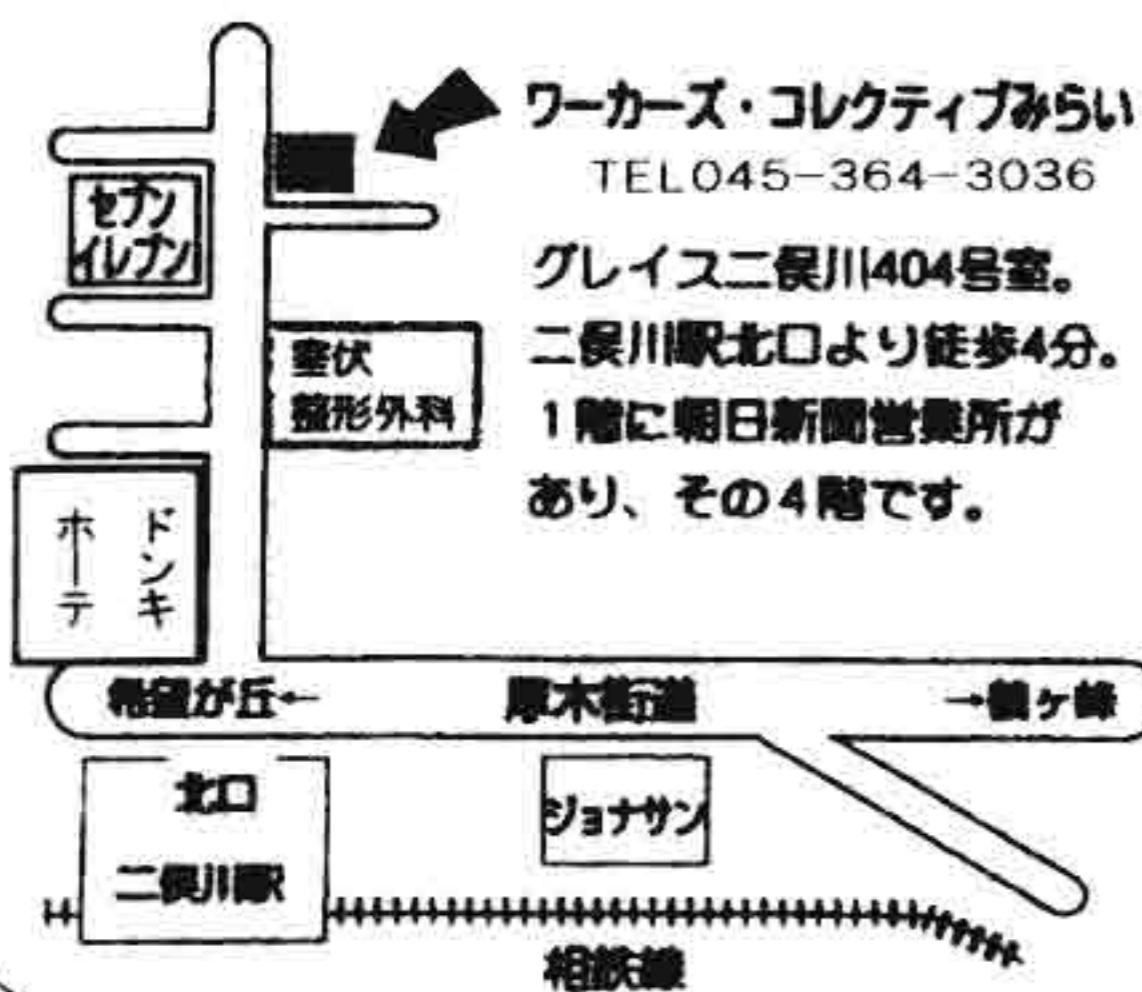 ワーカーズ・コレクティブみらい
TEL045-364-3036
グレイス二俣川404号室。
二俣川駅北口より徒歩4分。
1階に朝日新聞営業所が
あり、その4階です。
セブン
イレブン
室伏
整形外科
ドンキ
ホーテ
希望が丘←
厚木街道
→鶴ヶ峰
北口
二俣川駅
ジョナサン
相鉄線